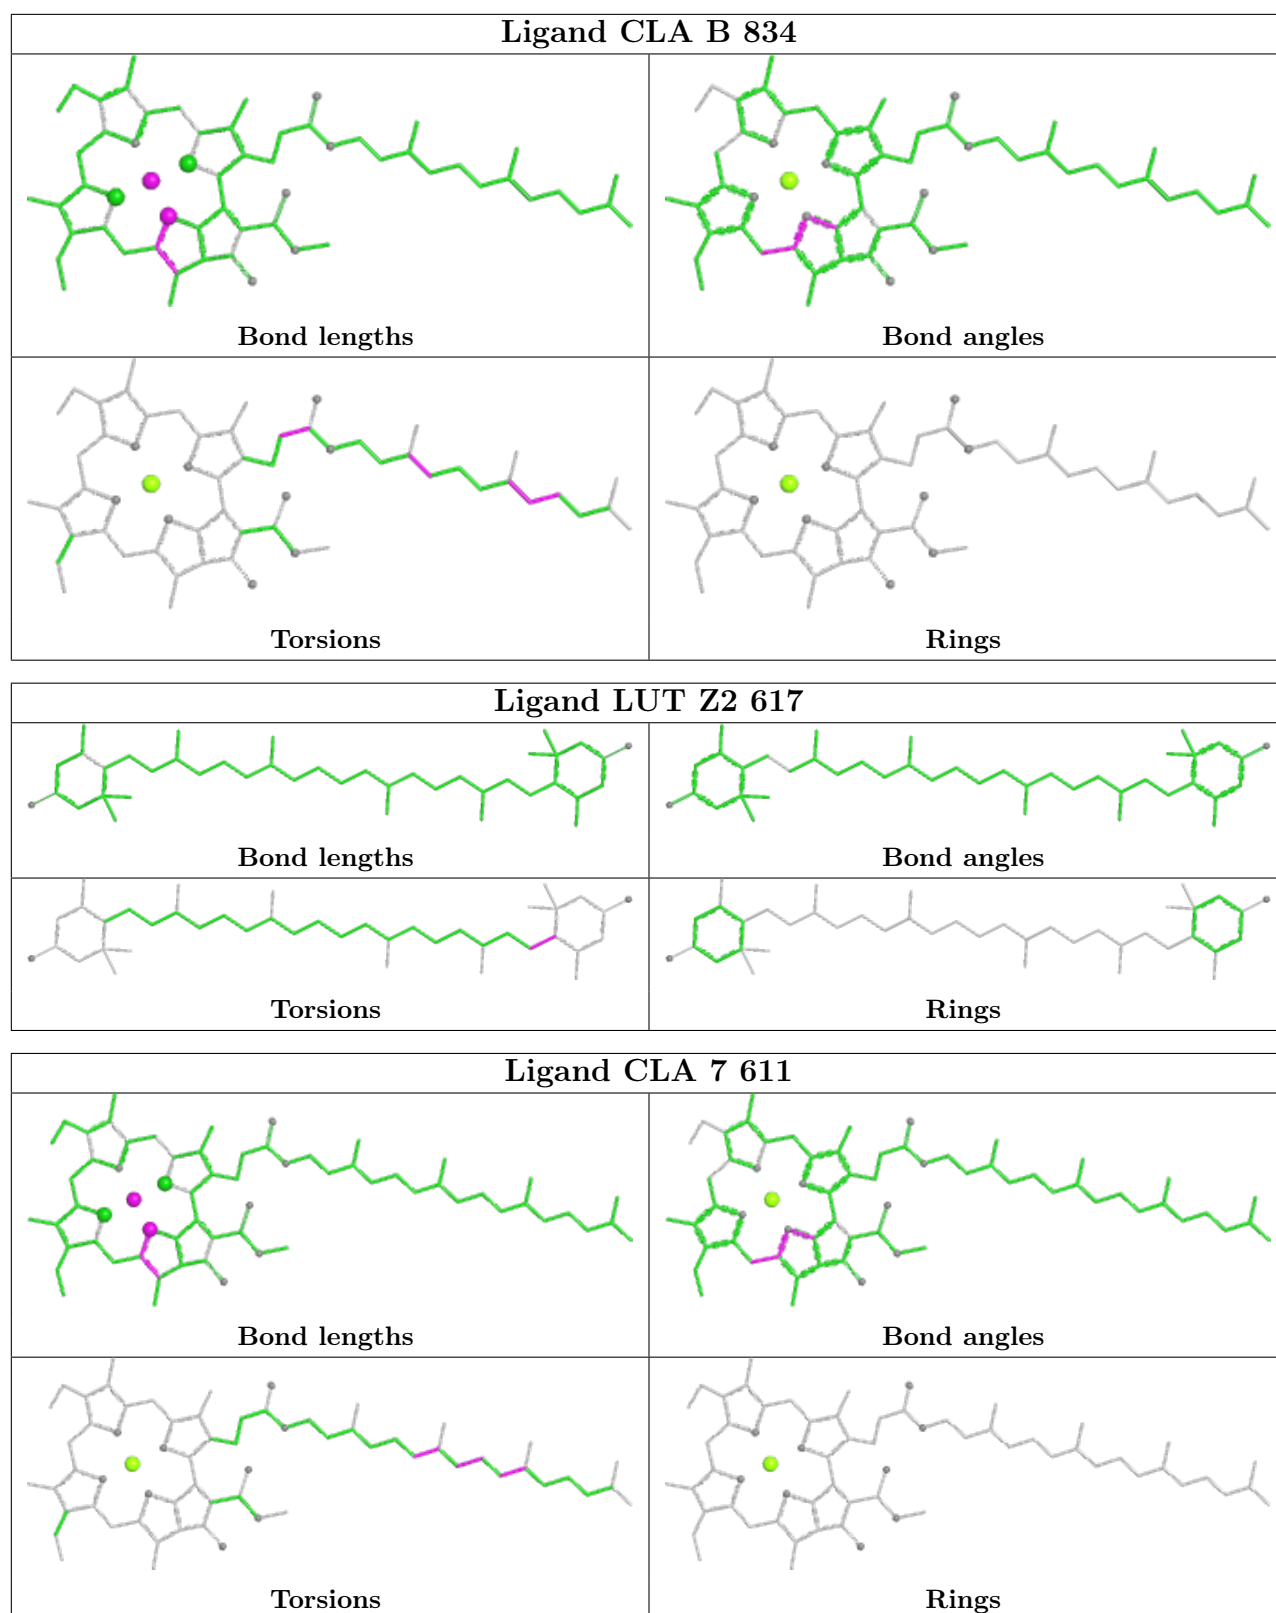 Ligand CLA B 834
Bond lengths
Bond angles
Torsions
Rings
Ligand LUT Z2 617
Bond lengths
Bond angles
Torsions
Rings
Ligand CLA 7 611
Bond lengths
Bond angles
Torsions
Rings